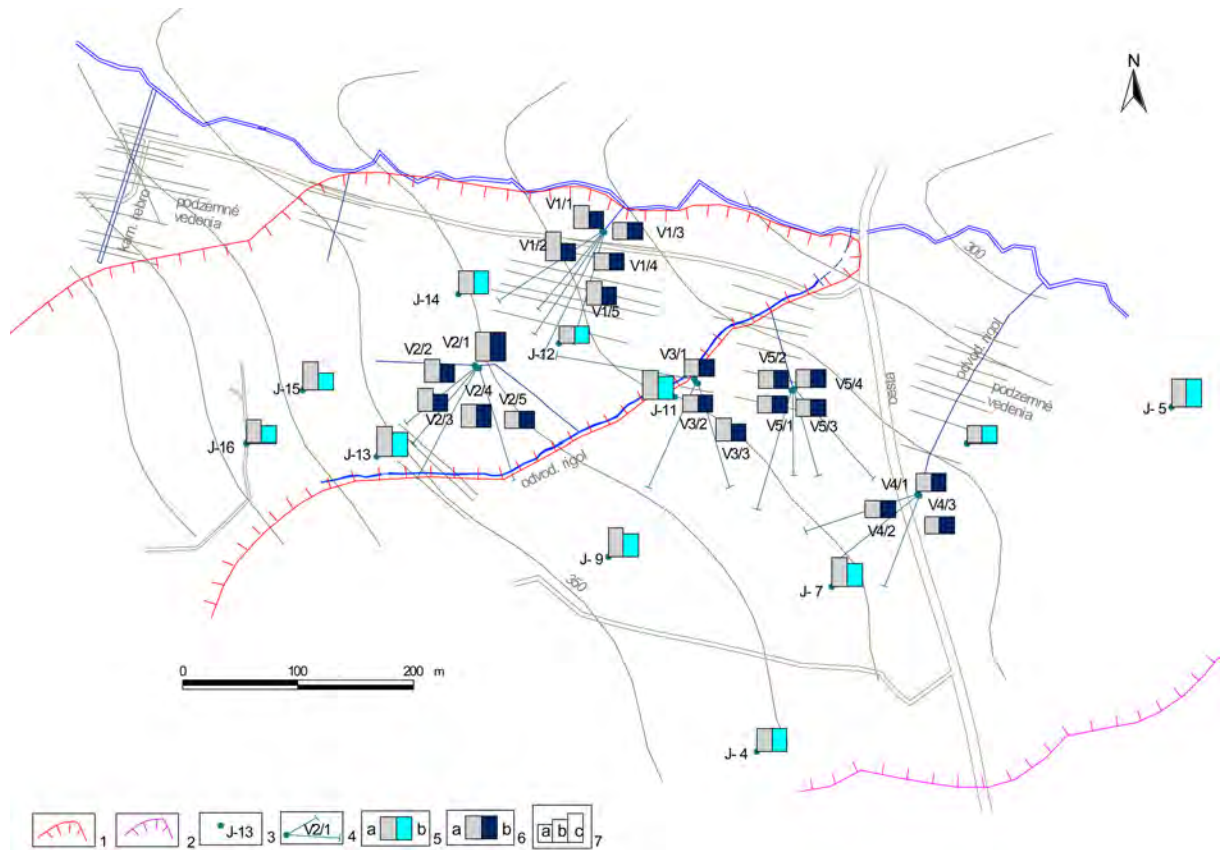 N
kam. rebro
podzemné
vedenia
V1/1
V1/2
V1/3
V1/4
V1/5
300
J-14
J-12
V2/1
V2/2
V2/4
V2/3
V2/5
V3/1
V3/2
V3/3
J-11
V5/2
V5/4
V5/1
V5/3
cesta
odvod. rigol
podzemné
vedenia
J- 5
J-15
J-16
J-13
odvod. rigol
V4/1
V4/3
V4/2
J- 9
J- 7
350
0 100 200 m
J- 4
1
2
J-13 3
V2/1 4
a b 5
a b 6
a b c 7